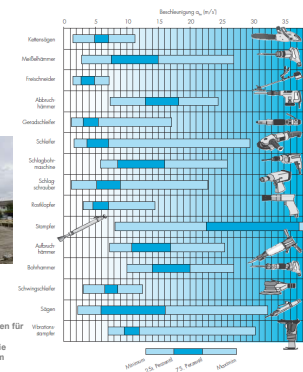 Beschleunigung ahv (m/s²)
0 5 10 15 20 25 30 35
Kettensägen
Meißelhämmer
Freischneider
Abbruch-
hämmer
Geradschleifer
Schleifer
Schlagbohr-
maschine
Schlag-
schrauber
Rostklopfer
Stampfer
Aufbruch-
hämmer
Bohrhammer
Schwingschleifer
Sägen
Vibrations-
stampfer
Minimum
25. Perzentil
75. Perzentil
Maximum
en für
ie
n